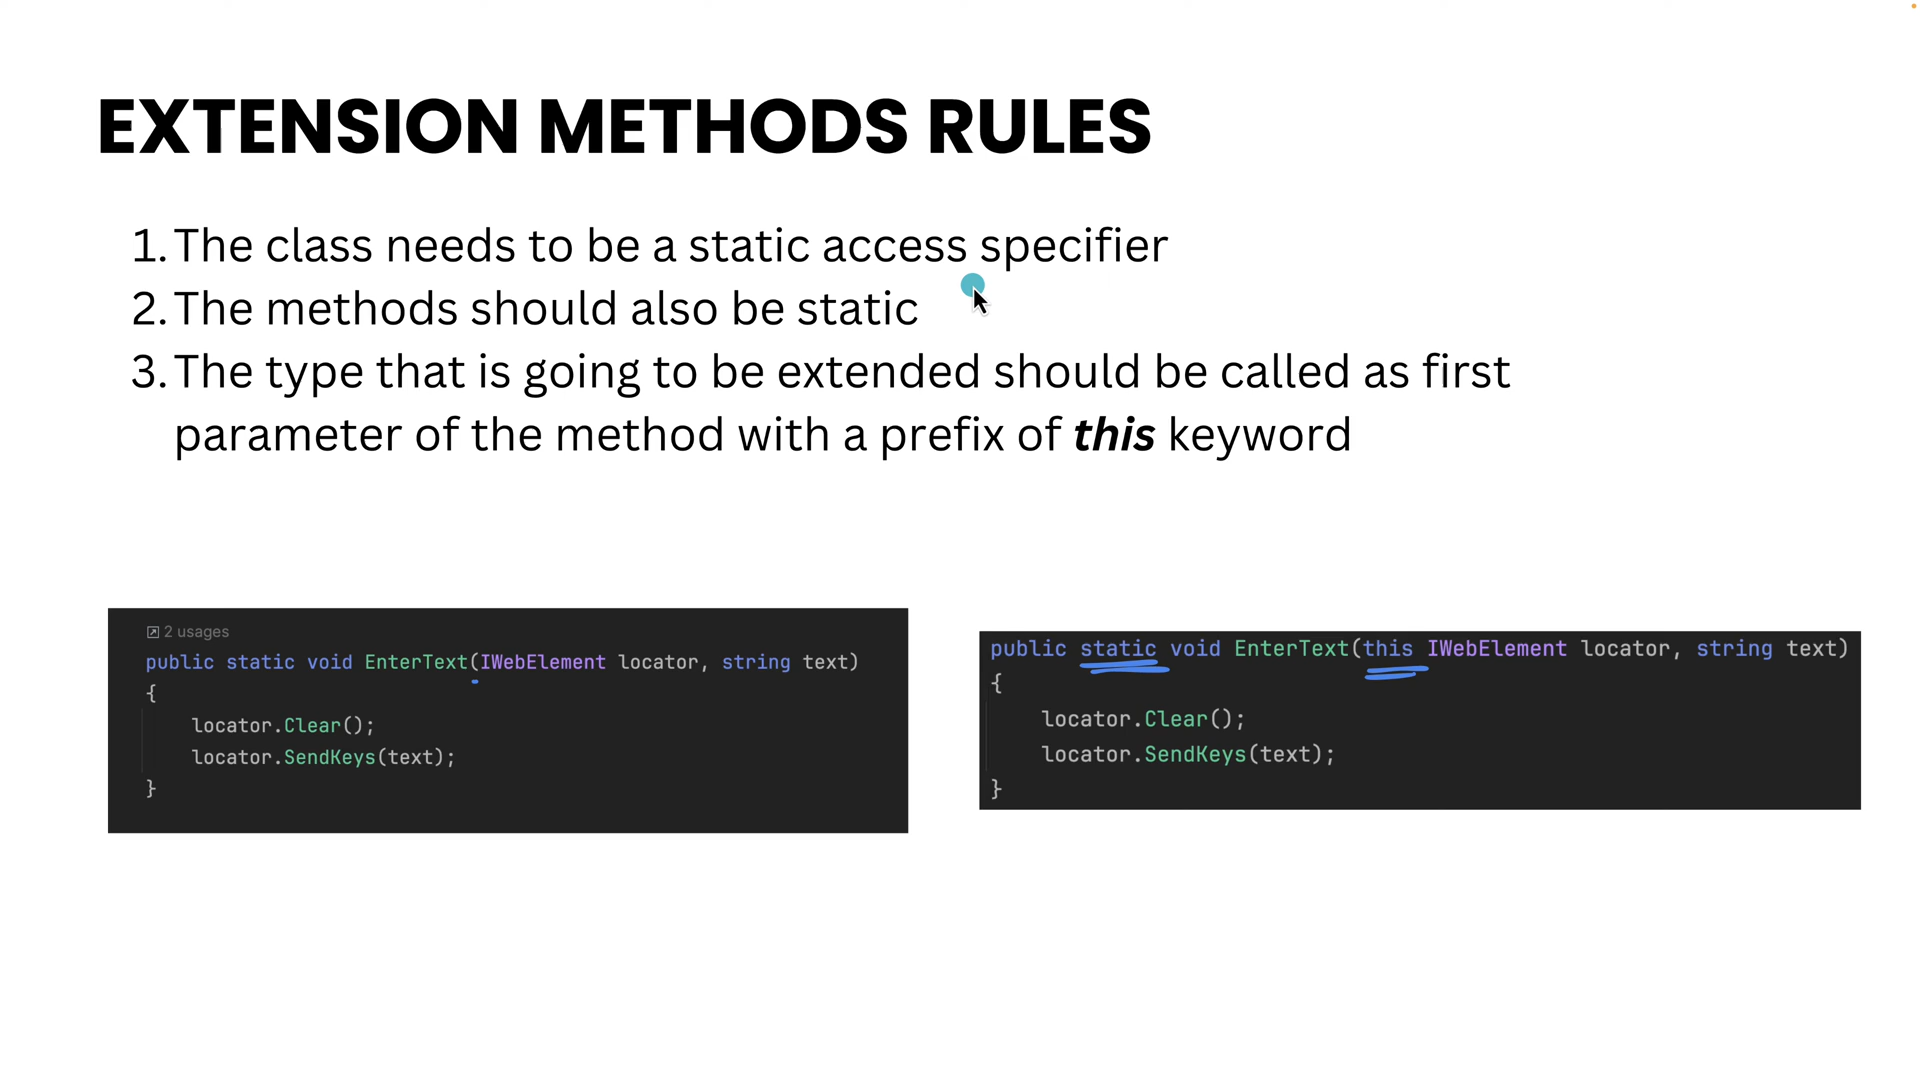 EXTENSION METHODS RULES
1. The class needs to be a static access specifier
2. The methods should also be static
3. The type that is going to be extended should be called as first
parameter of the method with a prefix of this keyword
2 usages
public static void EnterText(IWebElement locator, string text)
{
locator.Clear();
locator.SendKeys(text);
}
public static void EnterText(this IWebElement locator, string text)
{
locator.Clear();
locator.SendKeys(text);
}